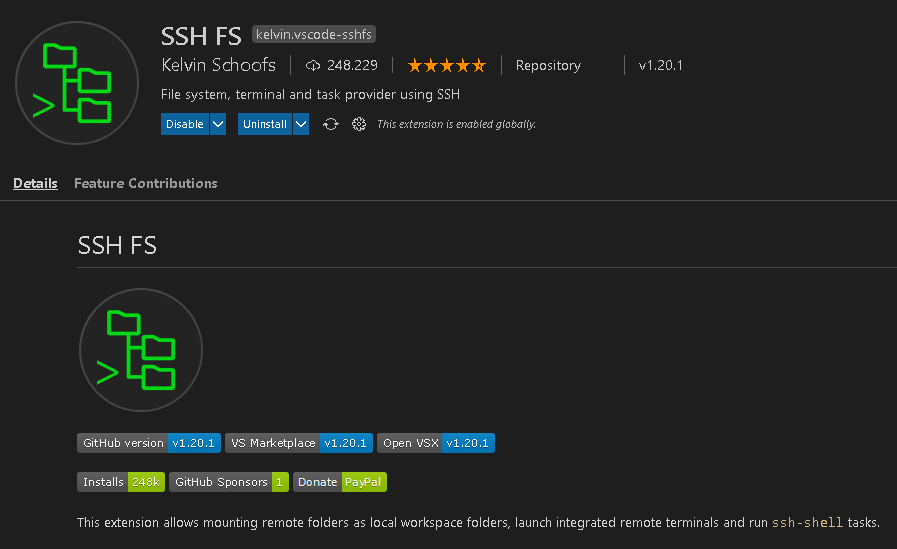 SSH FS kelvin.vscode-sshfs
Kelvin Schoofs 248.229 Repository v1.20.1
File system, terminal and task provider using SSH
Disable Uninstall This extension is enabled globally.
Details Feature Contributions
SSH FS
GitHub version v1.20.1 VS Marketplace v1.20.1 Open VSX v1.20.1
Installs 248k GitHub Sponsors 1 Donate PayPal
This extension allows mounting remote folders as local workspace folders, launch integrated remote terminals and run ssh-shell tasks.